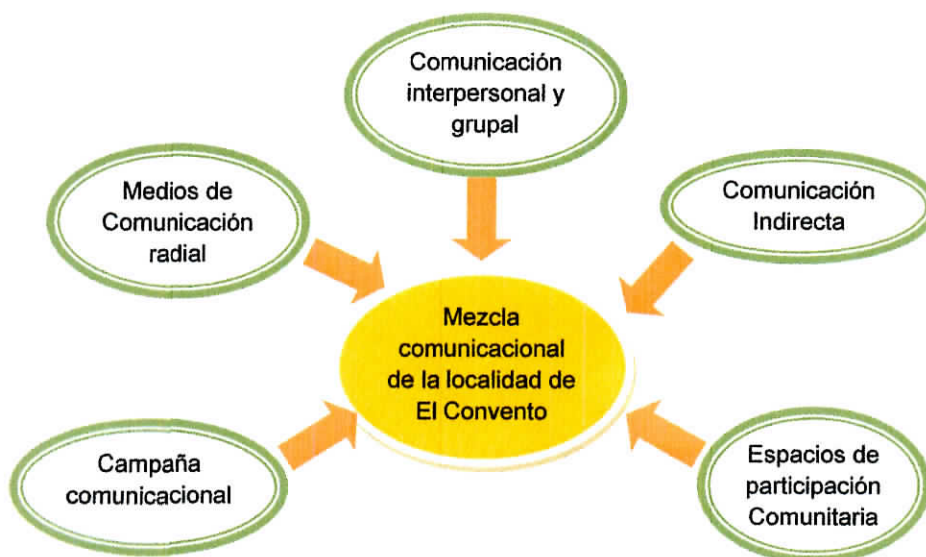 Comunicación
interpersonal y
grupal
Medios de
Comunicación
radial
Comunicación
Indirecta
Mezcla
comunicacional
de la localidad de
El Convento
Campaña
comunicacional
Espacios de
participación
Comunitaria